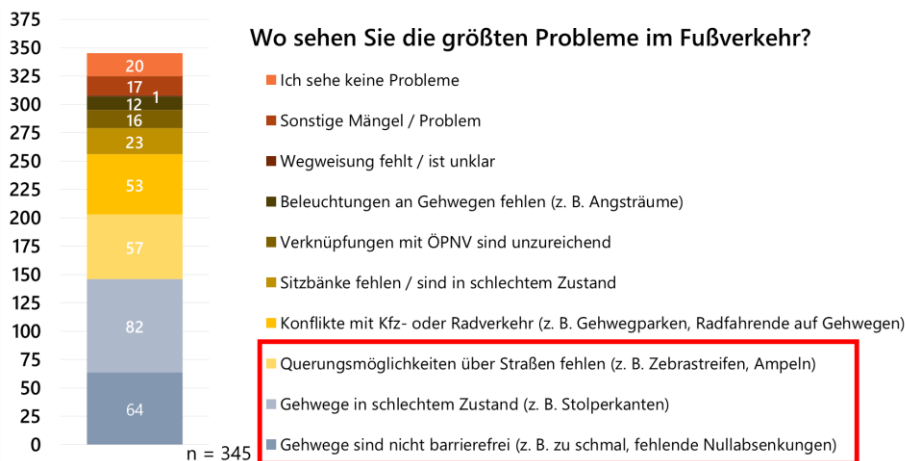 Wo sehen Sie die größten Probleme im Fußverkehr?
375
350
325
300
275
250
225
200
175
150
125
100
75
50
25
0
20
17
1
12
16
23
53
57
82
64
n = 345
Ich sehe keine Probleme
Sonstige Mängel / Problem
Wegweisung fehlt / ist unklar
Beleuchtungen an Gehwegen fehlen (z. B. Angsträume)
Verknüpfungen mit ÖPNV sind unzureichend
Sitzbänke fehlen / sind in schlechtem Zustand
Konflikte mit Kfz- oder Radverkehr (z. B. Gehwegparken, Radfahrende auf Gehwegen)
Querungsmöglichkeiten über Straßen fehlen (z. B. Zebrastreifen, Ampeln)
Gehwege in schlechtem Zustand (z. B. Stolperkanten)
Gehwege sind nicht barrierefrei (z. B. zu schmal, fehlende Nullabsenkungen)